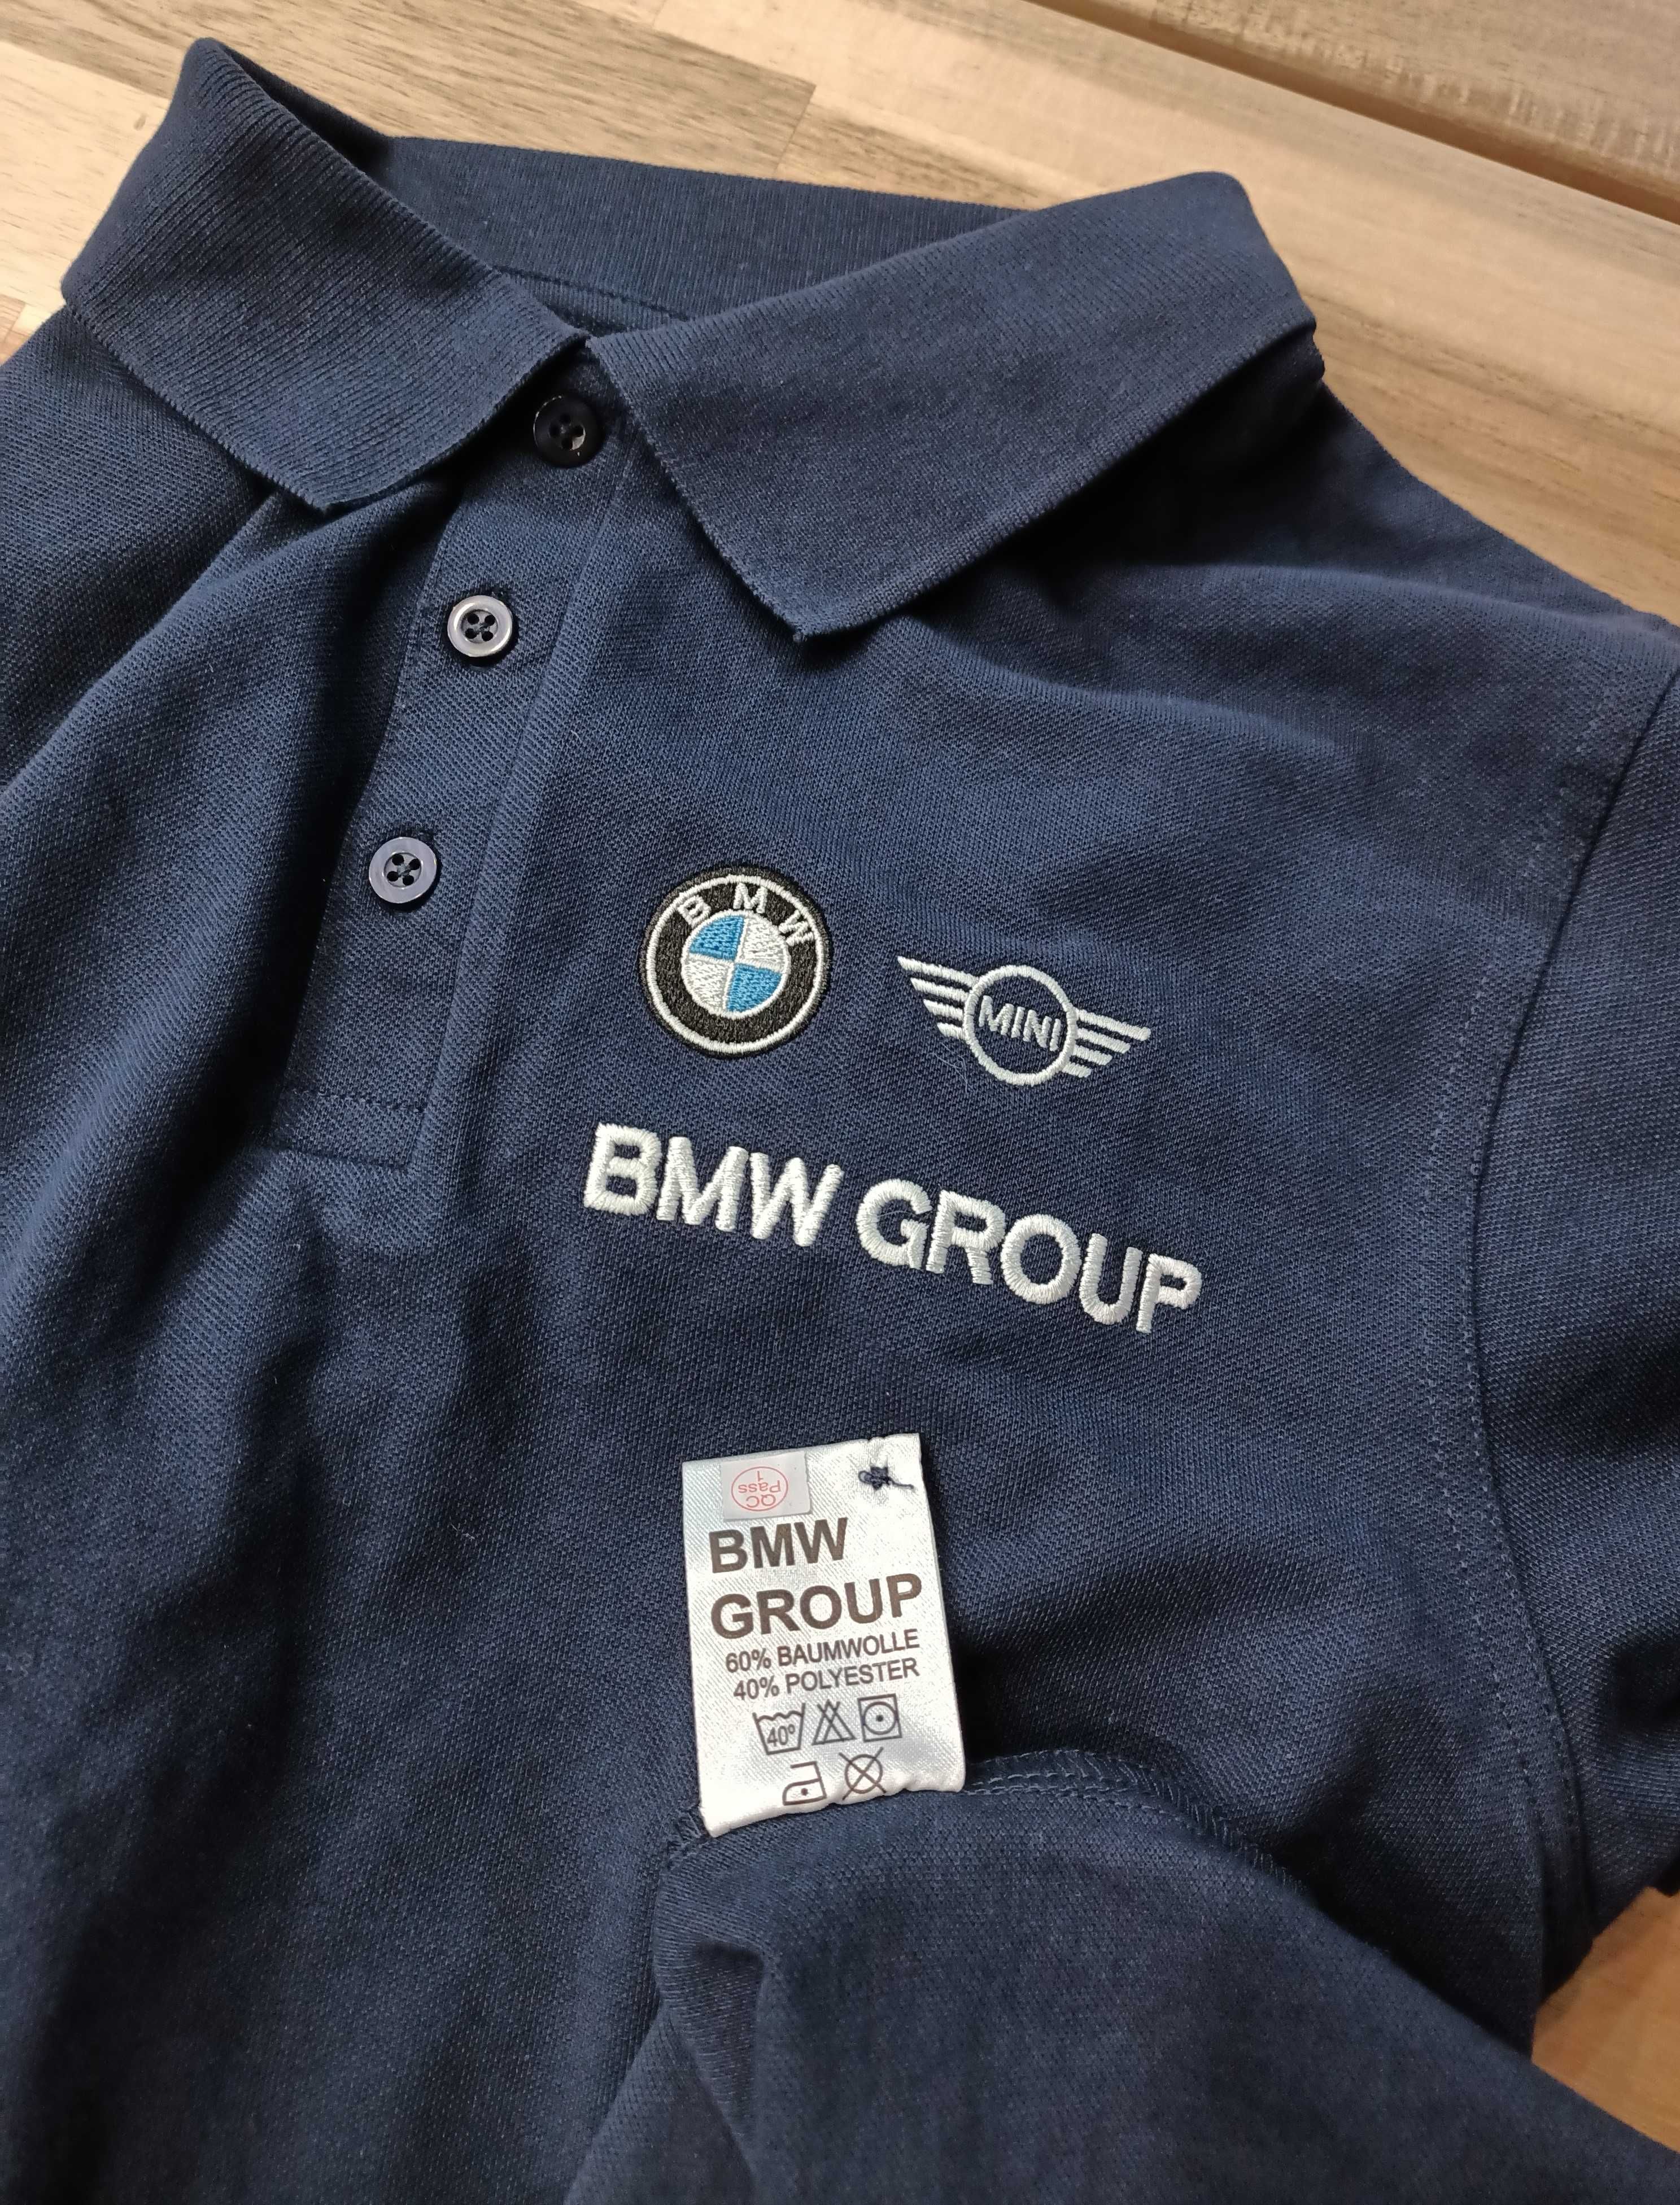 BMW
MINI
BMW GROUP
QC
Pass
1
BMW
GROUP
60% BAUMWOLLE
40% POLYESTER
40°